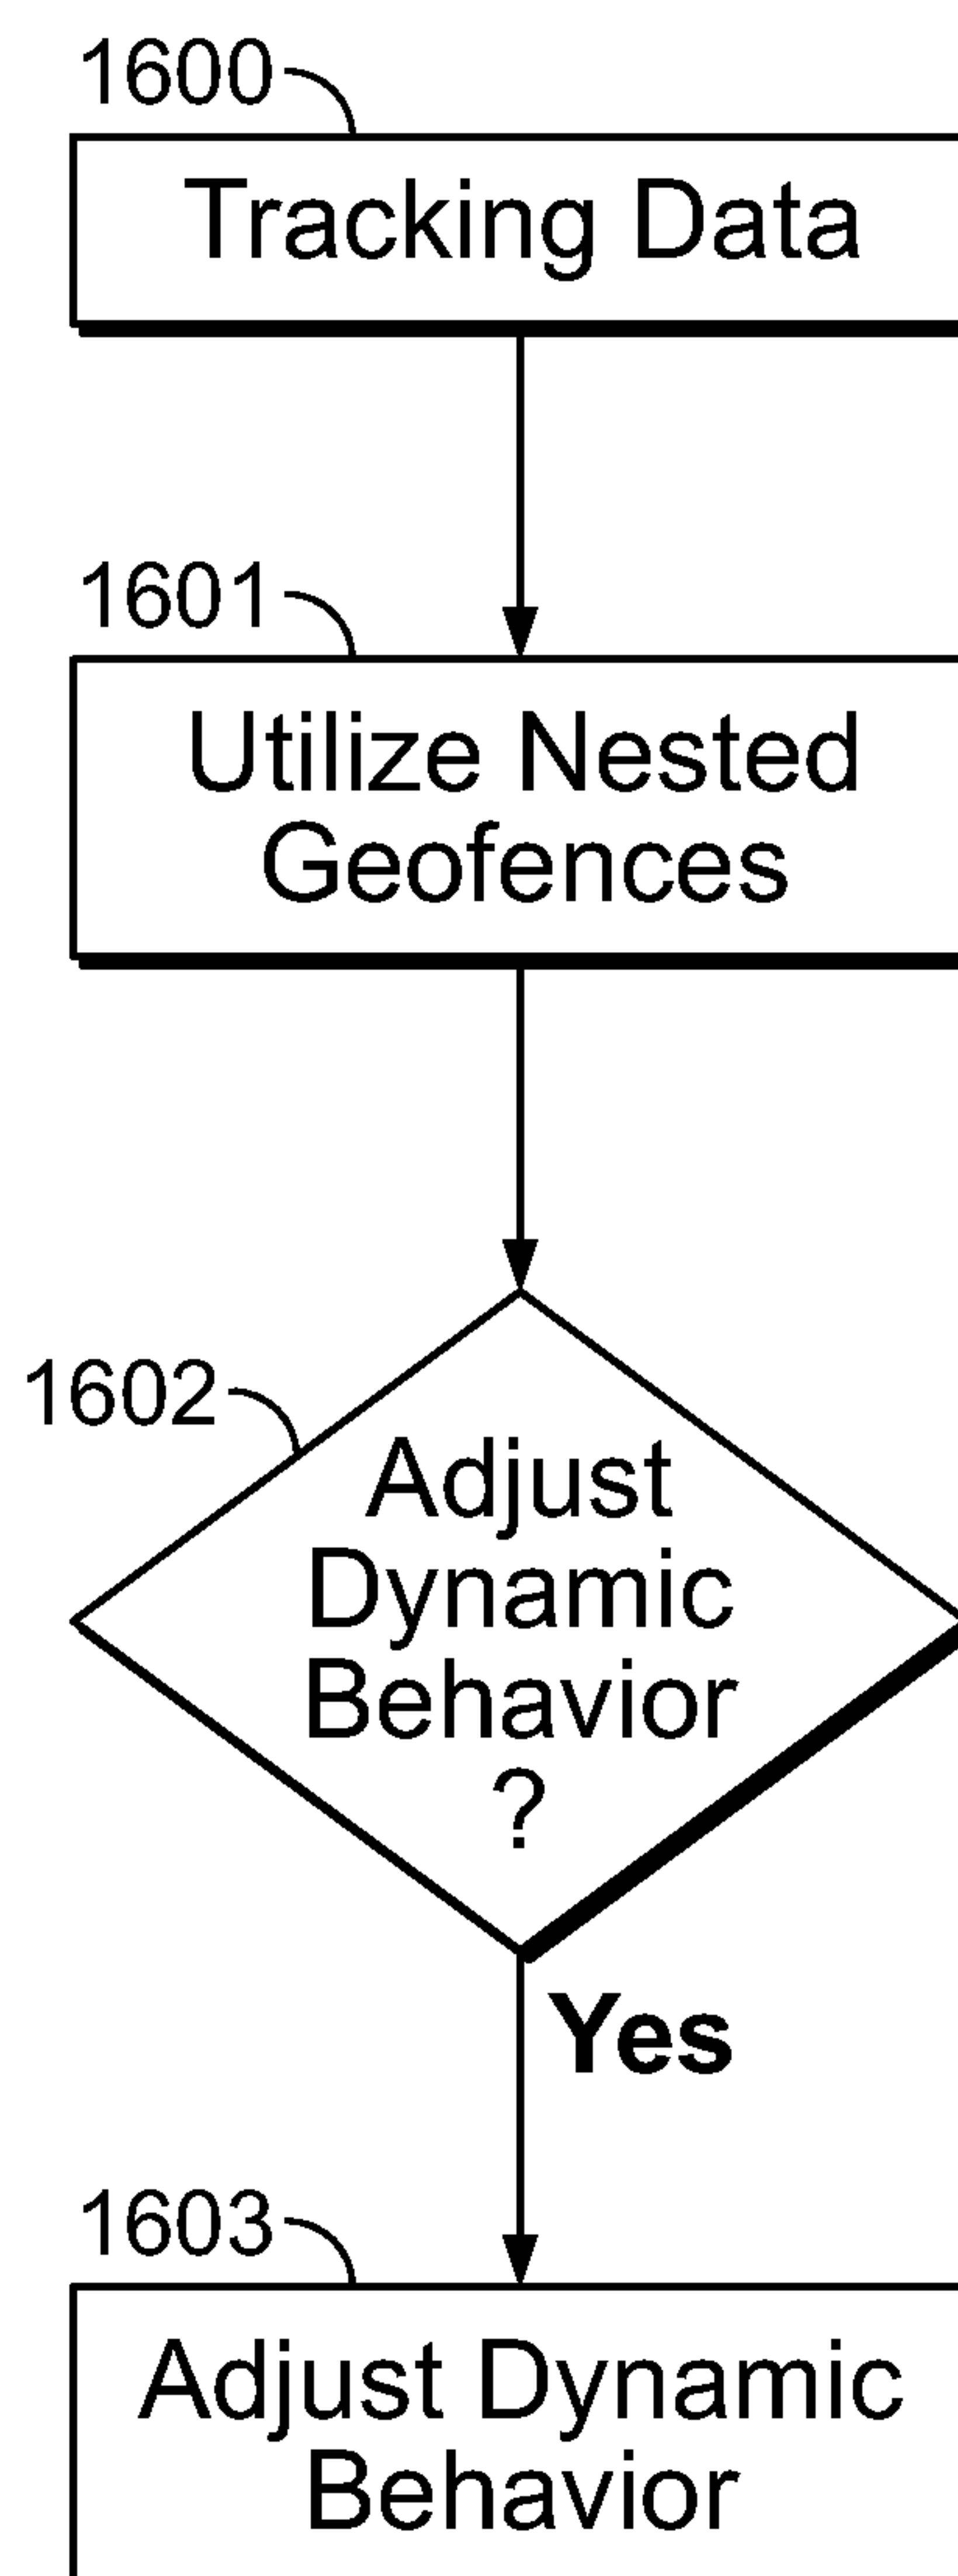 1600
Tracking Data
1601
Utilize Nested
Geofences
1602
Adjust
Dynamic
Behavior
?
Yes
1603
Adjust Dynamic
Behavior